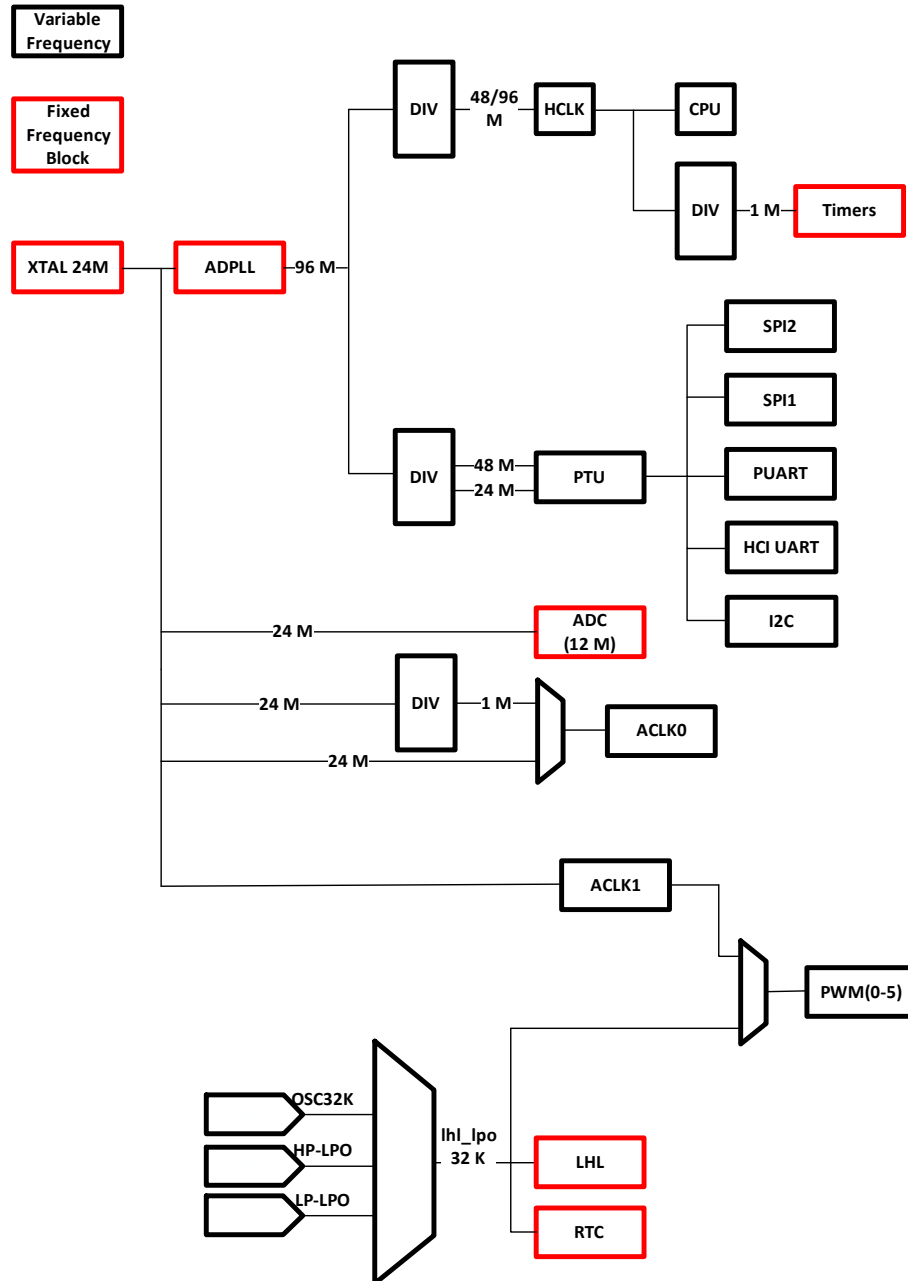 Variable
Frequency
Fixed
Frequency
Block
DIV
48/96
M
HCLK
CPU
DIV
1 M
Timers
XTAL 24M
ADPLL
96 M
SPI2
SPI1
DIV
48 M
24 M
PTU
PUART
HCI UART
I2C
24 M
ADC
(12 M)
24 M
DIV
1 M
ACLK0
24 M
ACLK1
PWM(0-5)
OSC32K
HP-LPO
LP-LPO
lhl_lpo
32 K
LHL
RTC